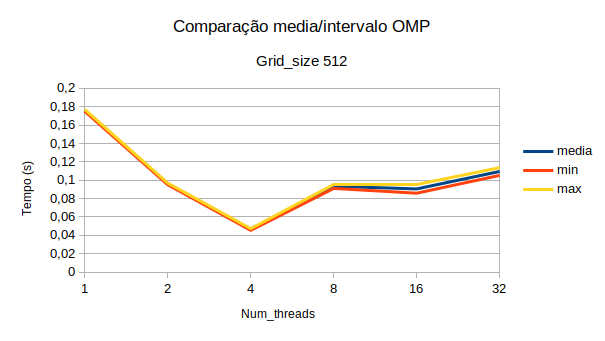 Comparação media/intervalo OMP
Grid_size 512
0,2
0,18
0,16
0,14
0,12
0,1
0,08
0,06
0,04
0,02
0
Tempo (s)
1 2 4 8 16 32
Num_threads
media
min
max